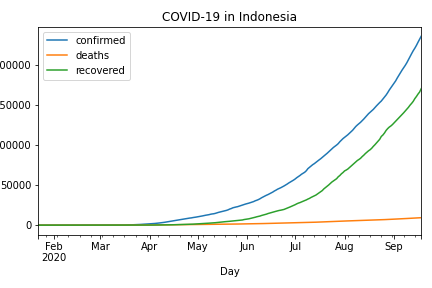 COVID-19 in Indonesia
confirmed
deaths
recovered
50000
0
Feb
2020
Mar
Apr
May
Jun
Jul
Aug
Sep
Day